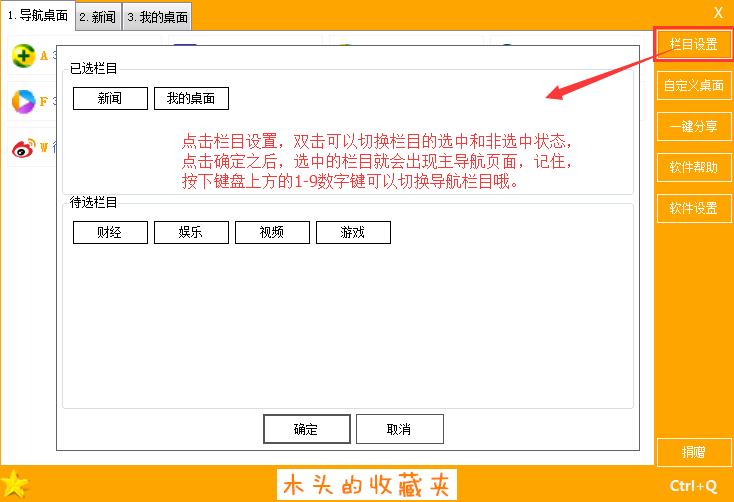 1. 导航桌面
2. 新闻
3. 我的桌面
X
A 3
F 3
W 微
已选栏目
新闻
我的桌面
点击栏目设置，双击可以切换栏目的选中和非选中状态，
点击确定之后，选中的栏目就会出现主导航页面，记住，
按下键盘上方的1-9数字键可以切换导航栏目哦。
待选栏目
财经
娱乐
视频
游戏
确定
取消
栏目设置
自定义桌面
一键分享
软件帮助
软件设置
捐赠
木头的收藏夹
Ctrl+Q